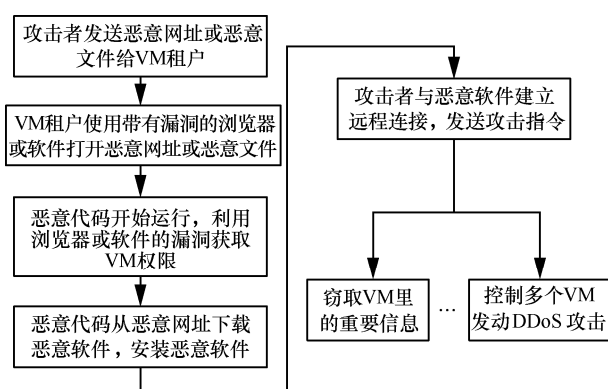 攻击者发送恶意网址或恶意
文件给VM租户
VM租户使用带有漏洞的浏览器
或软件打开恶意网址或恶意文件
恶意代码开始运行，利用
浏览器或软件的漏洞获取
VM权限
恶意代码从恶意网址下载
恶意软件，安装恶意软件
攻击者与恶意软件建立
远程连接，发送攻击指令
窃取VM里
的重要信息
…
控制多个VM
发动DDoS攻击